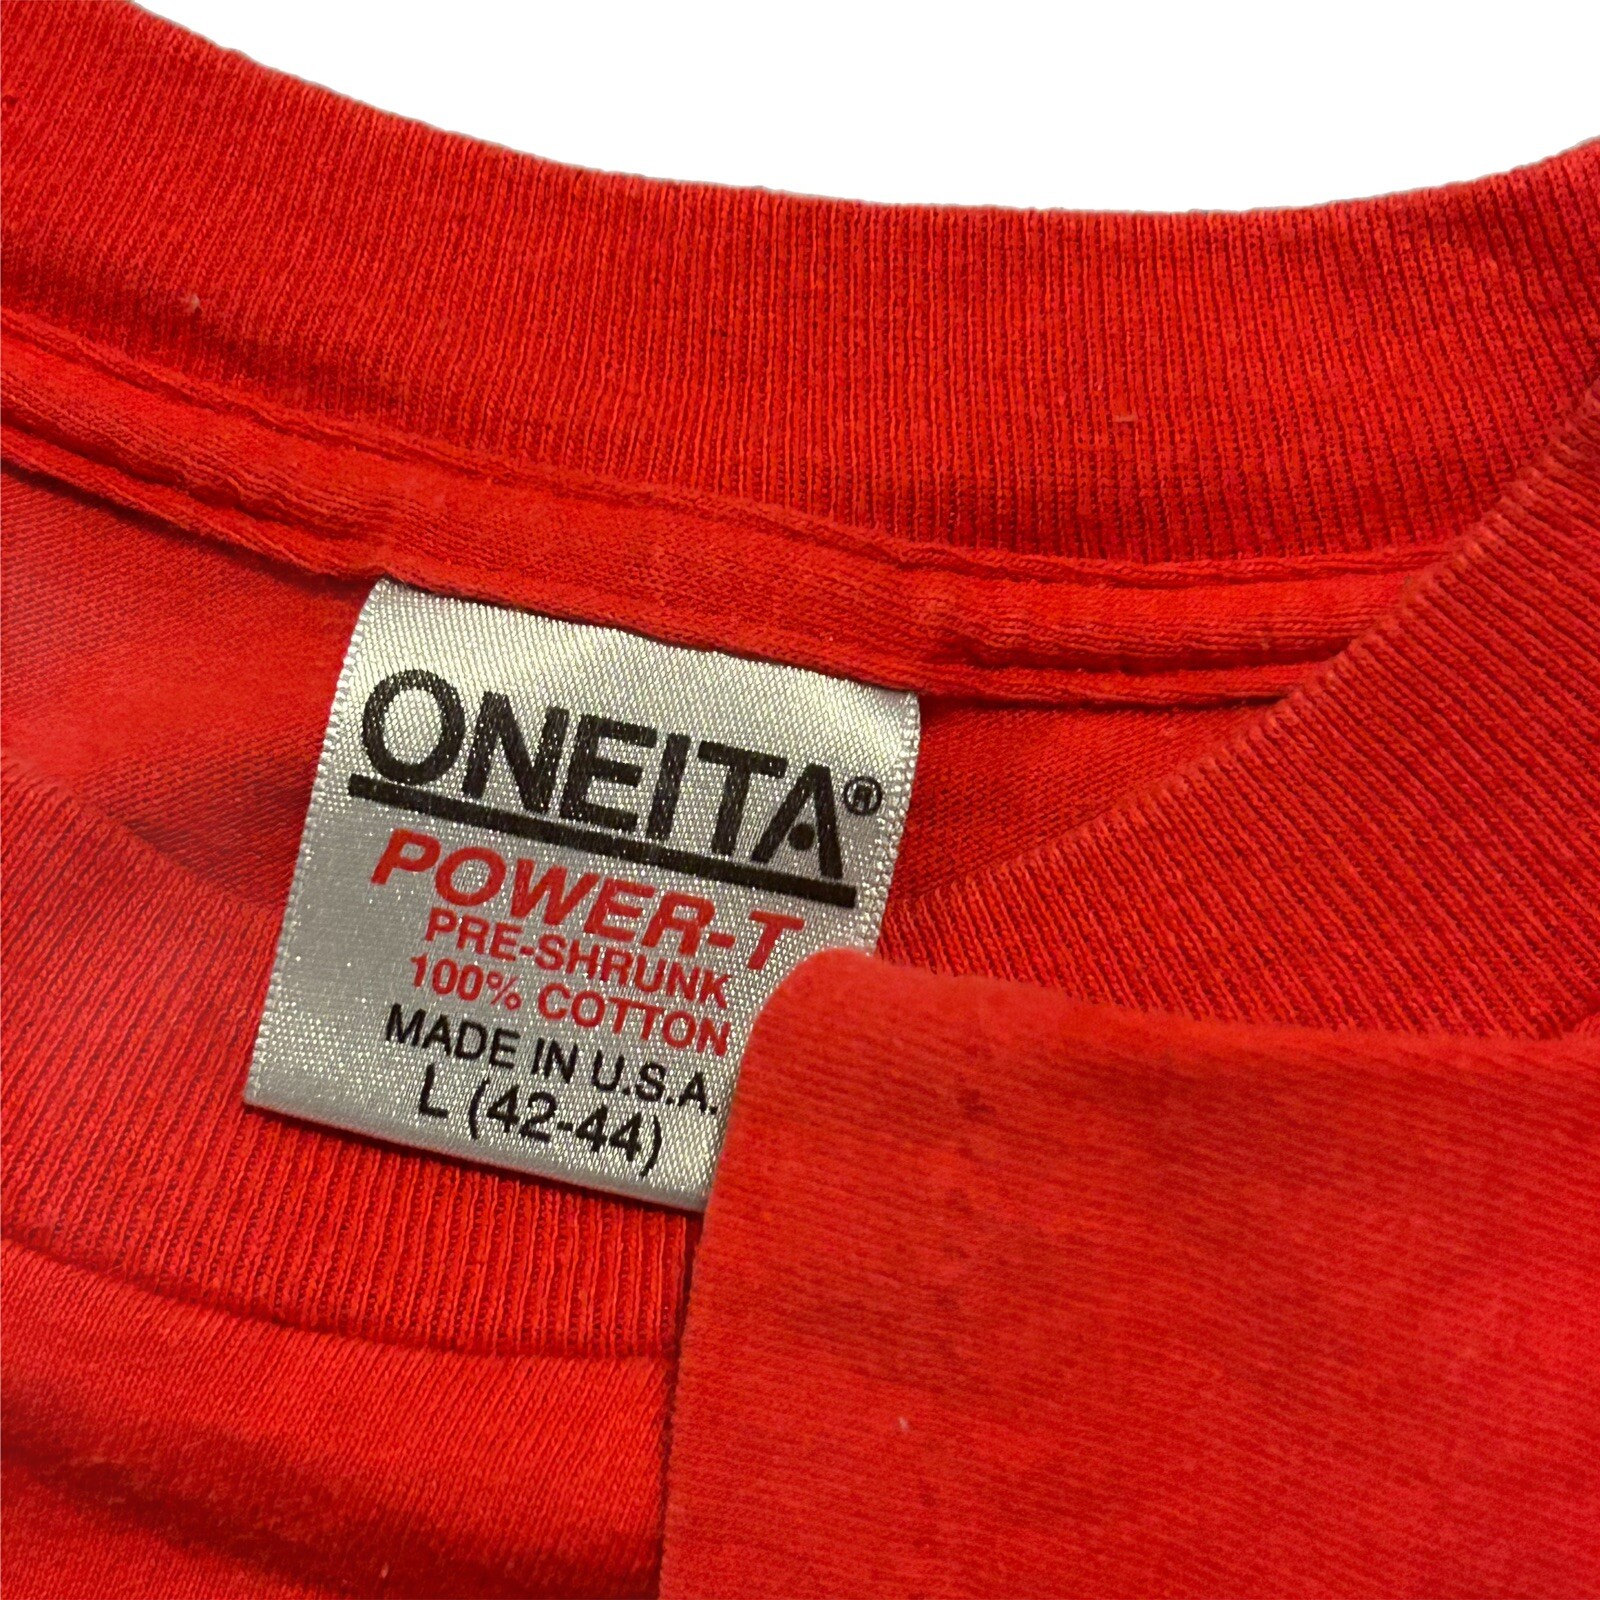 ONEITA®
POWER-T
PRE-SHRUNK
100% COTTON
MADE IN U.S.A.
L (42-44)